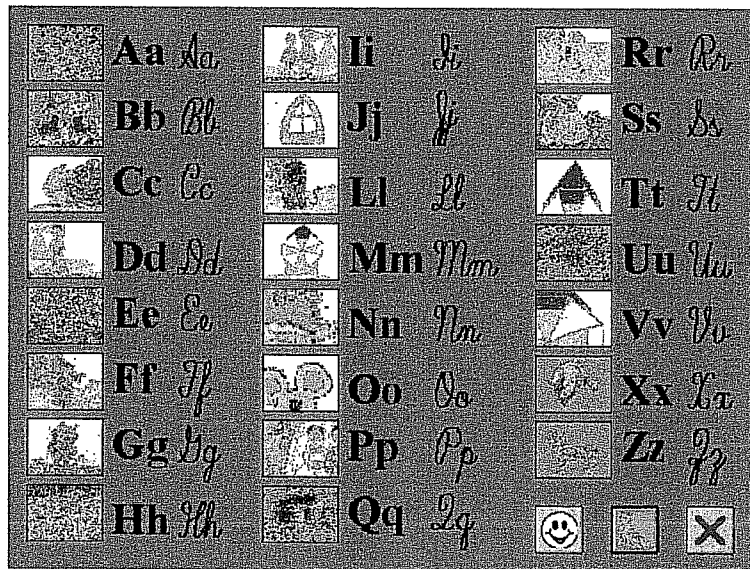 Aa Aa
Bb Bb
Cc Cc
Dd Dd
Ee Ee
Ff Ff
Gg Gg
Hh Hh
Ii Ii
Jj Jj
Ll Ll
Mm Mm
Nn Nn
Oo Oo
Pp Pp
Qq Qq
Rr Rr
Ss Ss
Tt Tt
Uu Uu
Vv Vv
Xx Xx
Zz Zz